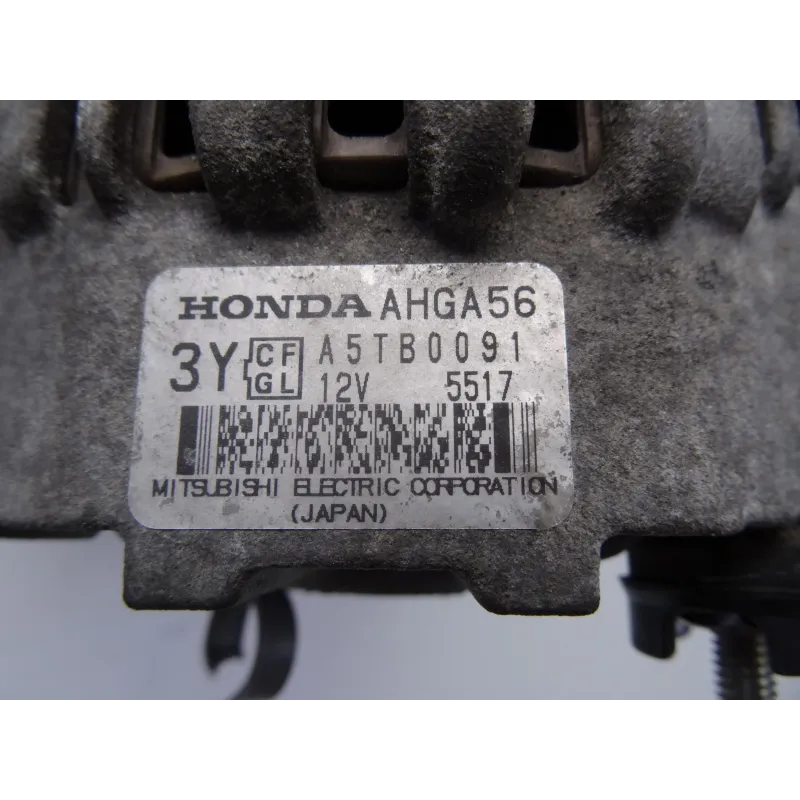 HONDA AHGA56
3Y CF GL A5TB0091
12V 5517
MITSUBISHI ELECTRIC CORPORATION
(JAPAN)